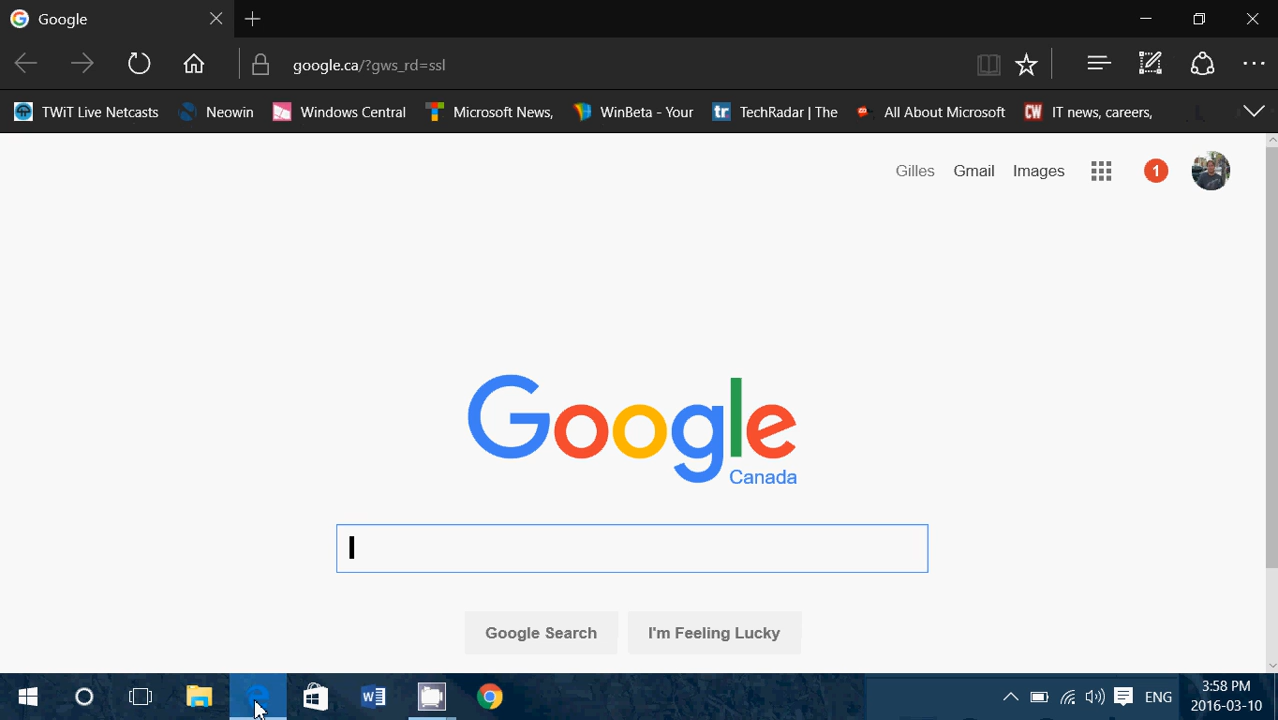 Google
google.ca/?gws_rd=ssl
TWiT Live Netcasts Neowin Windows Central Microsoft News, WinBeta - Your tr TechRadar | The All About Microsoft CW IT news, careers,
Gilles Gmail Images 1
Google
Canada
Google Search I'm Feeling Lucky
ENG 3:58 PM
2016-03-10